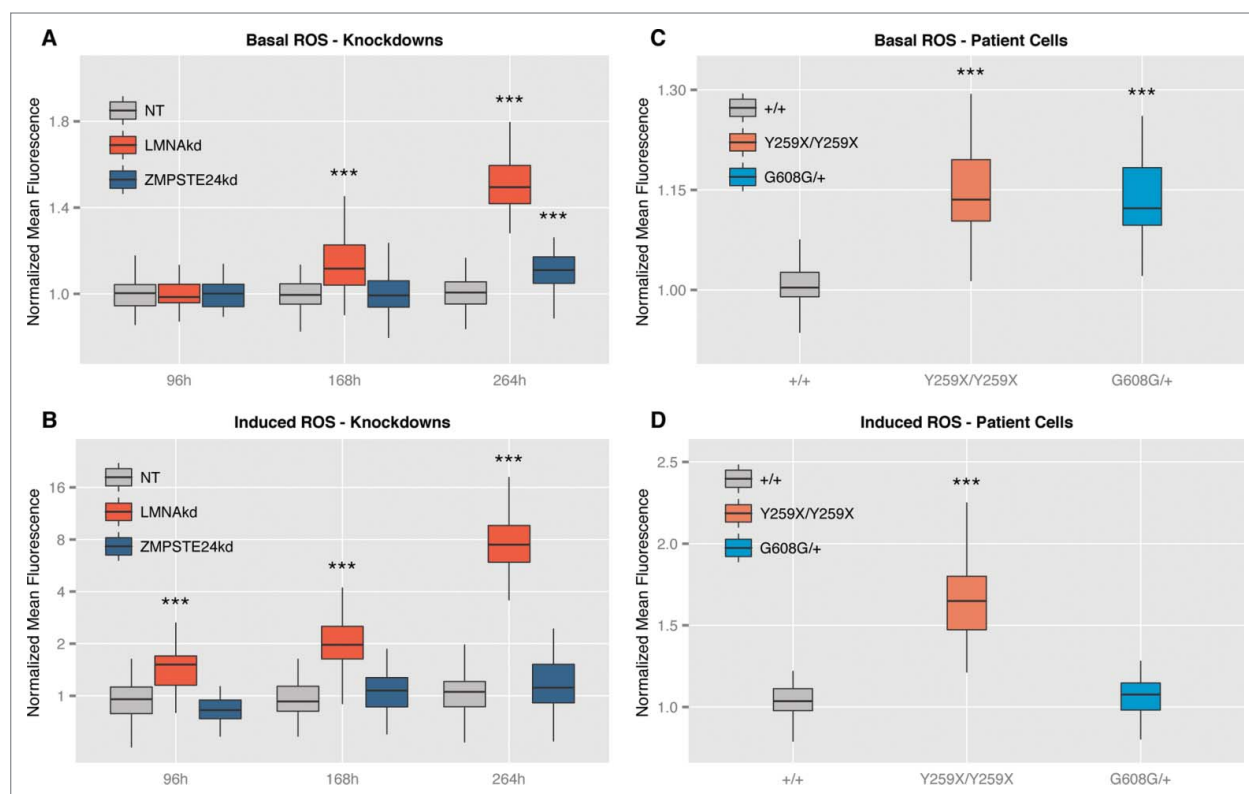 A
Basal ROS - Knockdowns
Normalized Mean Fluorescence
1.8
1.4
1.0
NT
LMNAkd
ZMPSTE24kd
***
***
***
96h
168h
264h
B
Induced ROS - Knockdowns
Normalized Mean Fluorescence
16
8
4
2
1
NT
LMNAkd
ZMPSTE24kd
***
***
***
96h
168h
264h
C
Basal ROS - Patient Cells
Normalized Mean Fluorescence
1.30
1.15
1.00
+/+
Y259X/Y259X
G608G/+
***
***
+/+
Y259X/Y259X
G608G/+
D
Induced ROS - Patient Cells
Normalized Mean Fluorescence
2.5
2.0
1.5
1.0
+/+
Y259X/Y259X
G608G/+
***
+/+
Y259X/Y259X
G608G/+